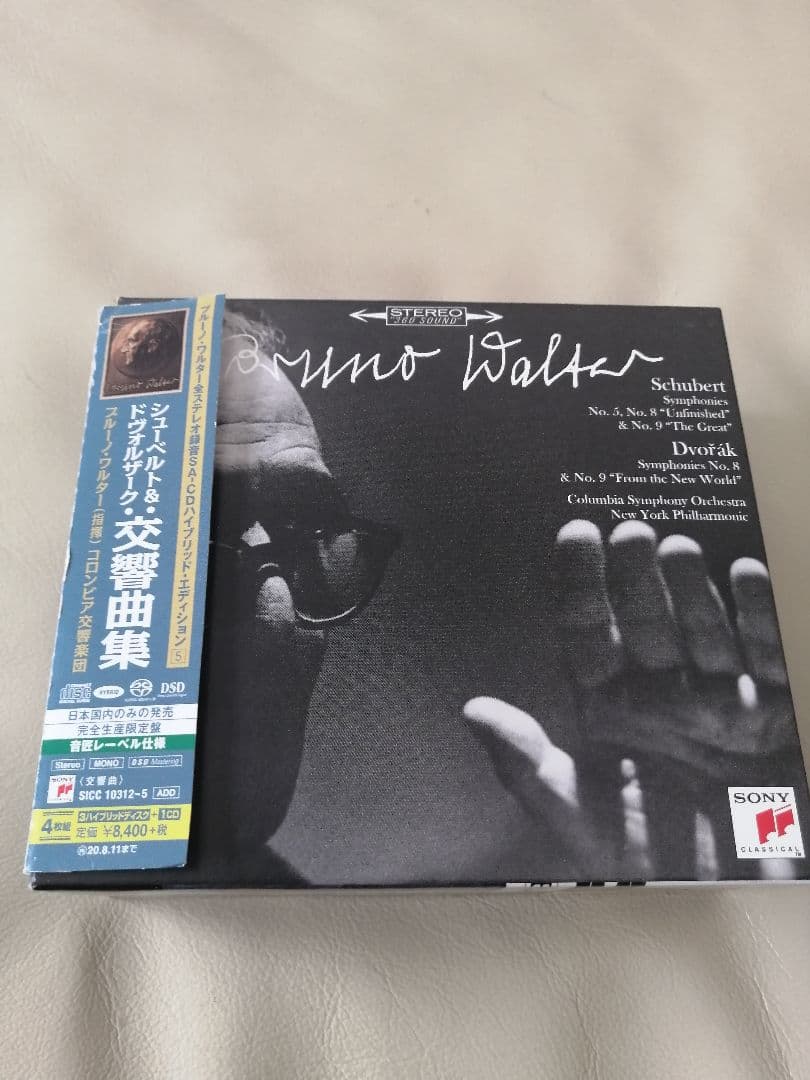 STEREO
"360 SOUND"
Bruno Walter
Schubert
Symphonies
No. 5, No. 8 "Unfinished"
& No. 9 "The Great"
Dvořák
Symphonies No. 8
& No. 9 "From the New World"
Columbia Symphony Orchestra
New York Philharmonic
SONY
CLASSICAL
Bruno Walter
ブルーノ・ワルター全ステレオ録音SA-CDハイブリッド・エディション 5
シューベルト&
ドヴォルザーク:交響曲集
ブルーノ・ワルター(指揮) コロンビア交響楽団
COMPACT disc DIGITAL AUDIO
HYBRID
DSD
日本国内のみの発売
完全生産限定盤
音匠レーベル仕様
Stereo MONO DSD Mastering
〈交響曲〉
SICC 10312~5 ADD
4枚組 3ハイブリッドディスク+1CD
定価 ¥8,400+税
20.8.11まで